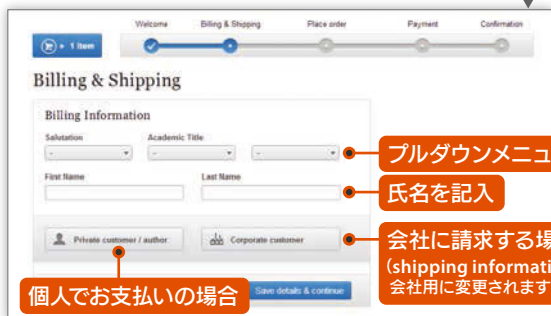 Welcome Billing & Shipping Place order Payment Confirmation
1 item
Billing & Shipping
Billing Information
Salutation Academic Title
プルダウンメニュ
First Name Last Name
氏名を記入
Private customer / author Corporate customer
会社に請求する場
(shipping informati
会社用に変更されます
個人でお支払いの場合
Save details & continue